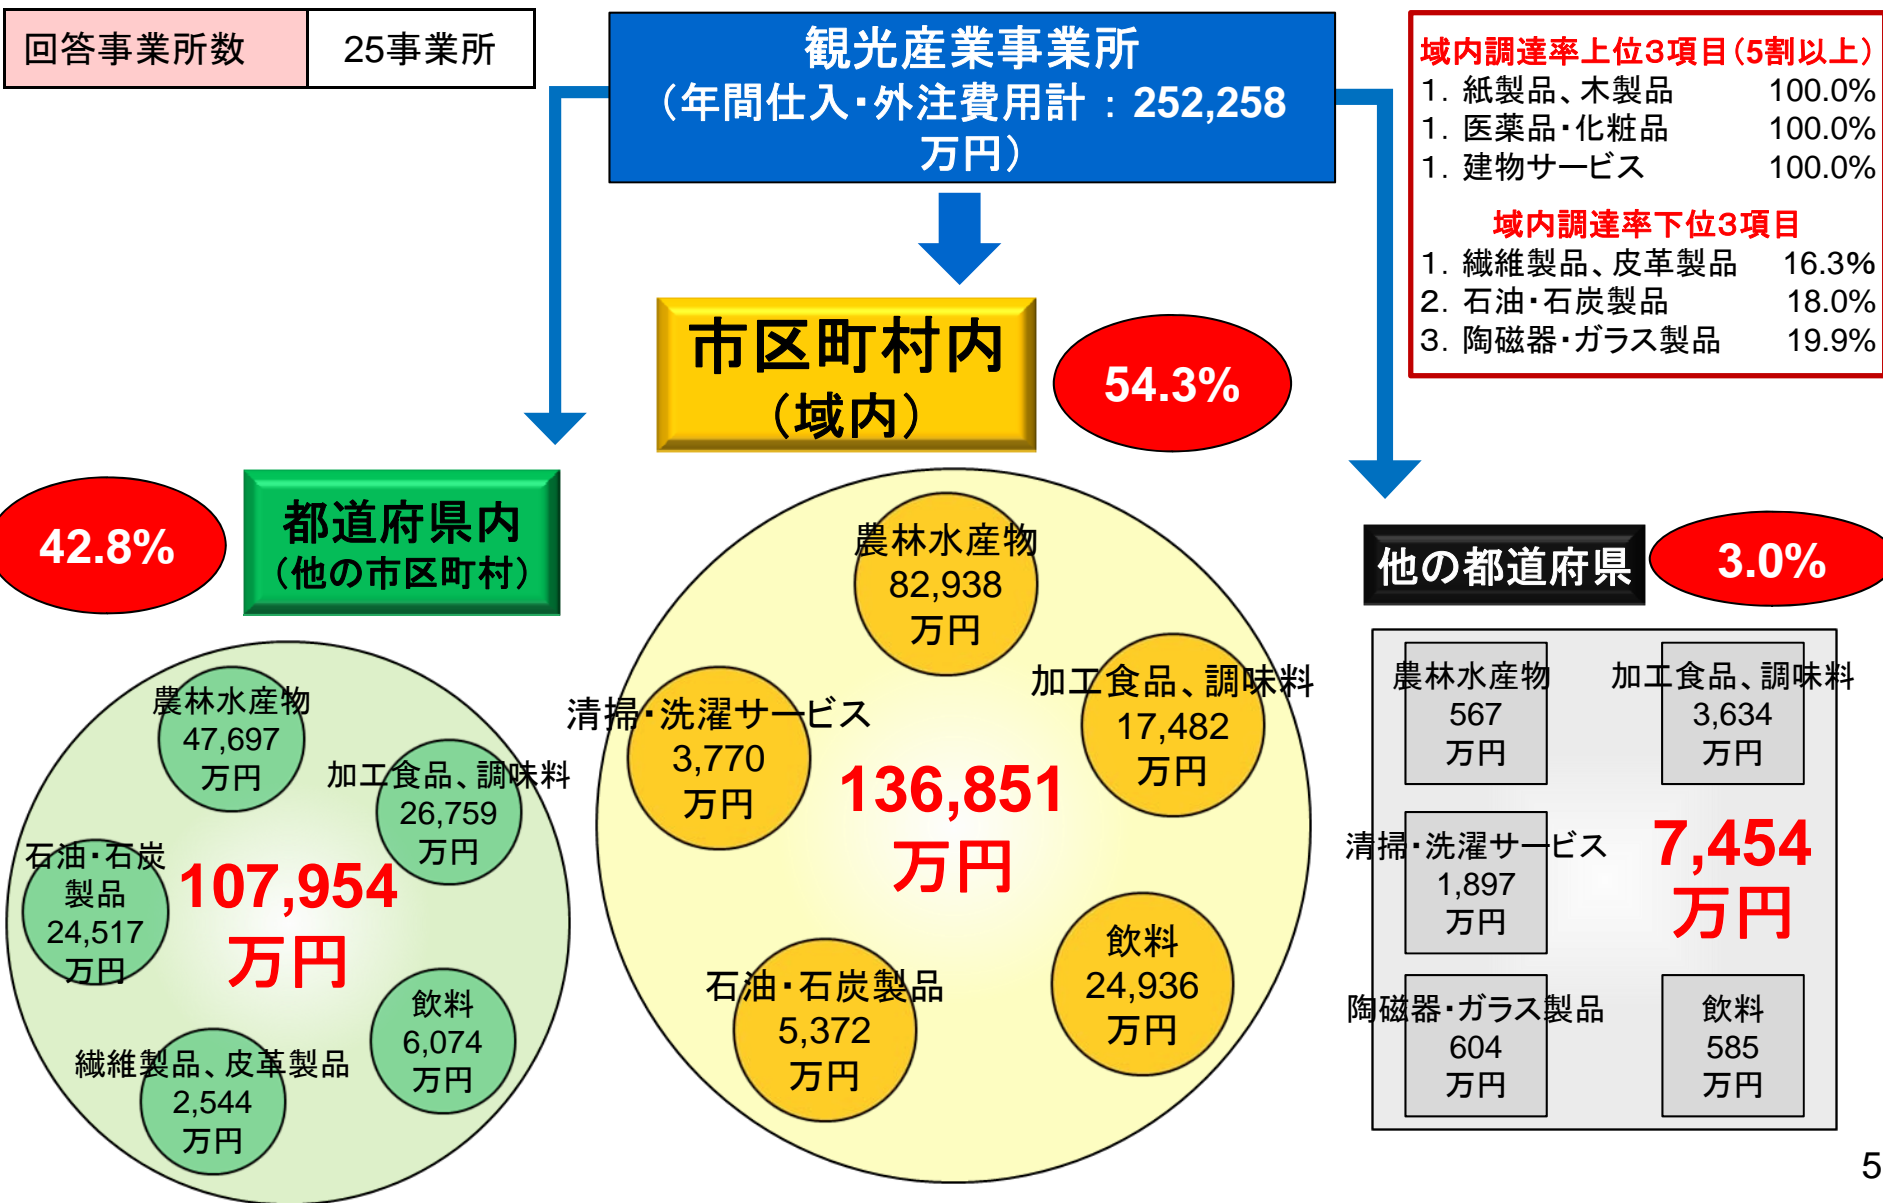 回答事業所数
25事業所
観光産業事業所
（年間仕入・外注費用計 ： 252,258
万円）
域内調達率上位3項目（5割以上）
1. 紙製品、木製品 100.0%
1. 医薬品・化粧品 100.0%
1. 建物サービス 100.0%
域内調達率下位3項目
1. 繊維製品、皮革製品 16.3%
2. 石油・石炭製品 18.0%
3. 陶磁器・ガラス製品 19.9%
市区町村内
（域内）
54.3%
42.8%
都道府県内
（他の市区町村）
他の都道府県
3.0%
農林水産物
47,697
万円
加工食品、調味料
26,759
万円
石油・石炭
製品
24,517
万円
107,954
万円
飲料
6,074
万円
繊維製品、皮革製品
2,544
万円
農林水産物
82,938
万円
加工食品、調味料
17,482
万円
清掃・洗濯サービス
3,770
万円
136,851
万円
飲料
24,936
万円
石油・石炭製品
5,372
万円
農林水産物
567
万円
加工食品、調味料
3,634
万円
清掃・洗濯サービス
1,897
万円
7,454
万円
陶磁器・ガラス製品
604
万円
飲料
585
万円
5